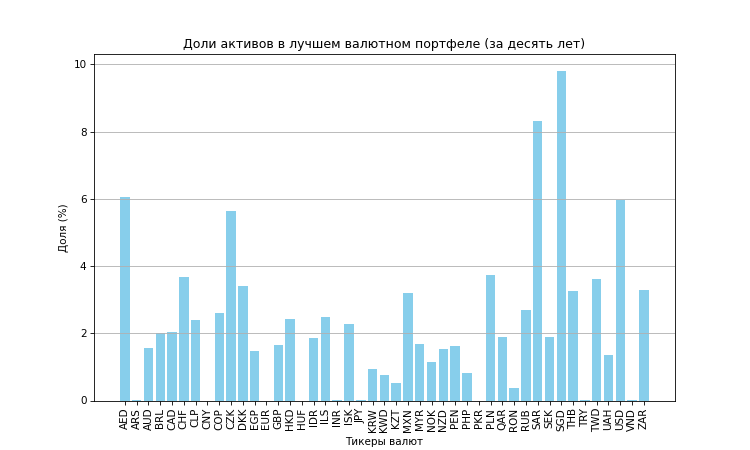 Доли активов в лучшем валютном портфеле (за десять лет)
Доля (%)
10
8
6
4
2
0
AED ARS AUD BRL CAD CHF CLP CNY COP CZK DKK EGP EUR GBP HKD HUF IDR ILS INR ISK JPY KRW KWD KZT MXN MYR NOK NZD PEN PHP PKR PLN QAR RON RUB SAR SEK SGD THB TRY TWD UAH USD VND ZAR
Тикеры валют